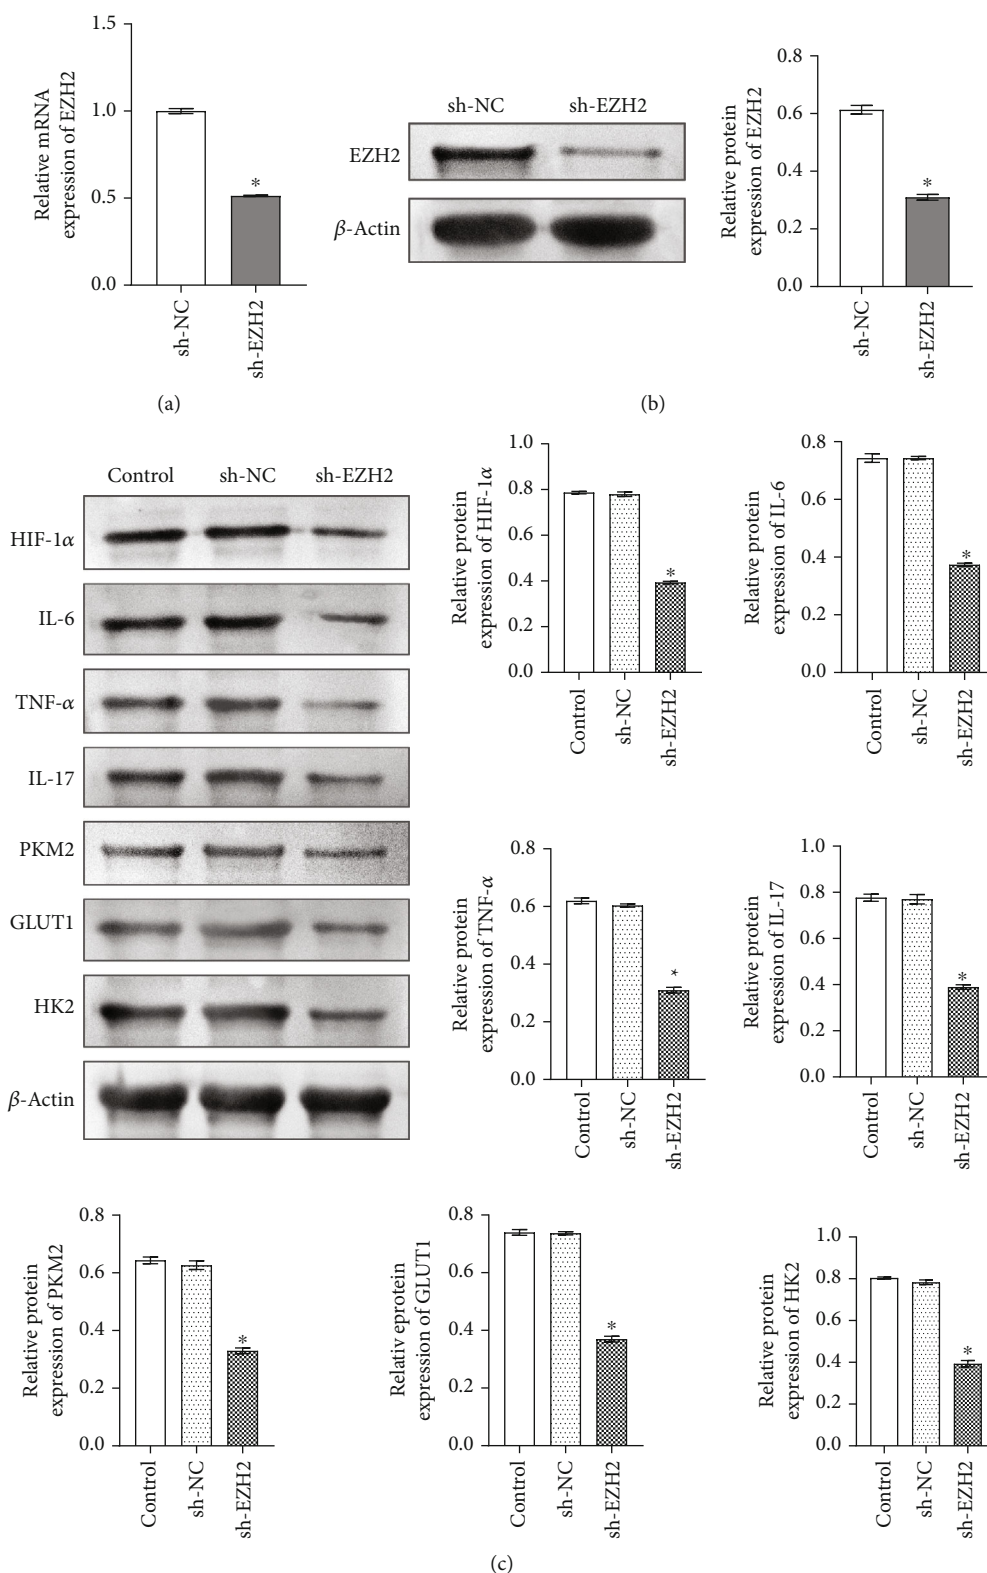 Relative mRNA
expression of EZH2
1.5
1.0
0.5
0.0
*
sh-NC
sh-EZH2
(a)
sh-NC sh-EZH2
EZH2
β-Actin
Relative protein
expression of EZH2
0.8
0.6
0.4
0.2
0.0
*
sh-NC
sh-EZH2
(b)
Control sh-NC sh-EZH2
HIF-1α
IL-6
TNF-α
IL-17
PKM2
GLUT1
HK2
β-Actin
Relative protein
expression of HIF-1α
1.0
0.8
0.6
0.4
0.2
0.0
*
Control
sh-NC
sh-EZH2
Relative protein
expression of IL-6
0.8
0.6
0.4
0.2
0.0
*
Control
sh-NC
sh-EZH2
Relative protein
expression of TNF-α
0.8
0.6
0.4
0.2
0.0
*
Control
sh-NC
sh-EZH2
Relative protein
expression of IL-17
1.0
0.8
0.6
0.4
0.2
0.0
*
Control
sh-NC
sh-EZH2
Relative protein
expression of PKM2
0.8
0.6
0.4
0.2
0.0
*
Control
sh-NC
sh-EZH2
Relativ eprotein
expression of GLUT1
0.8
0.6
0.4
0.2
0.0
*
Control
sh-NC
sh-EZH2
Relative protein
expression of HK2
1.0
0.8
0.6
0.4
0.2
0.0
*
Control
sh-NC
sh-EZH2
(c)